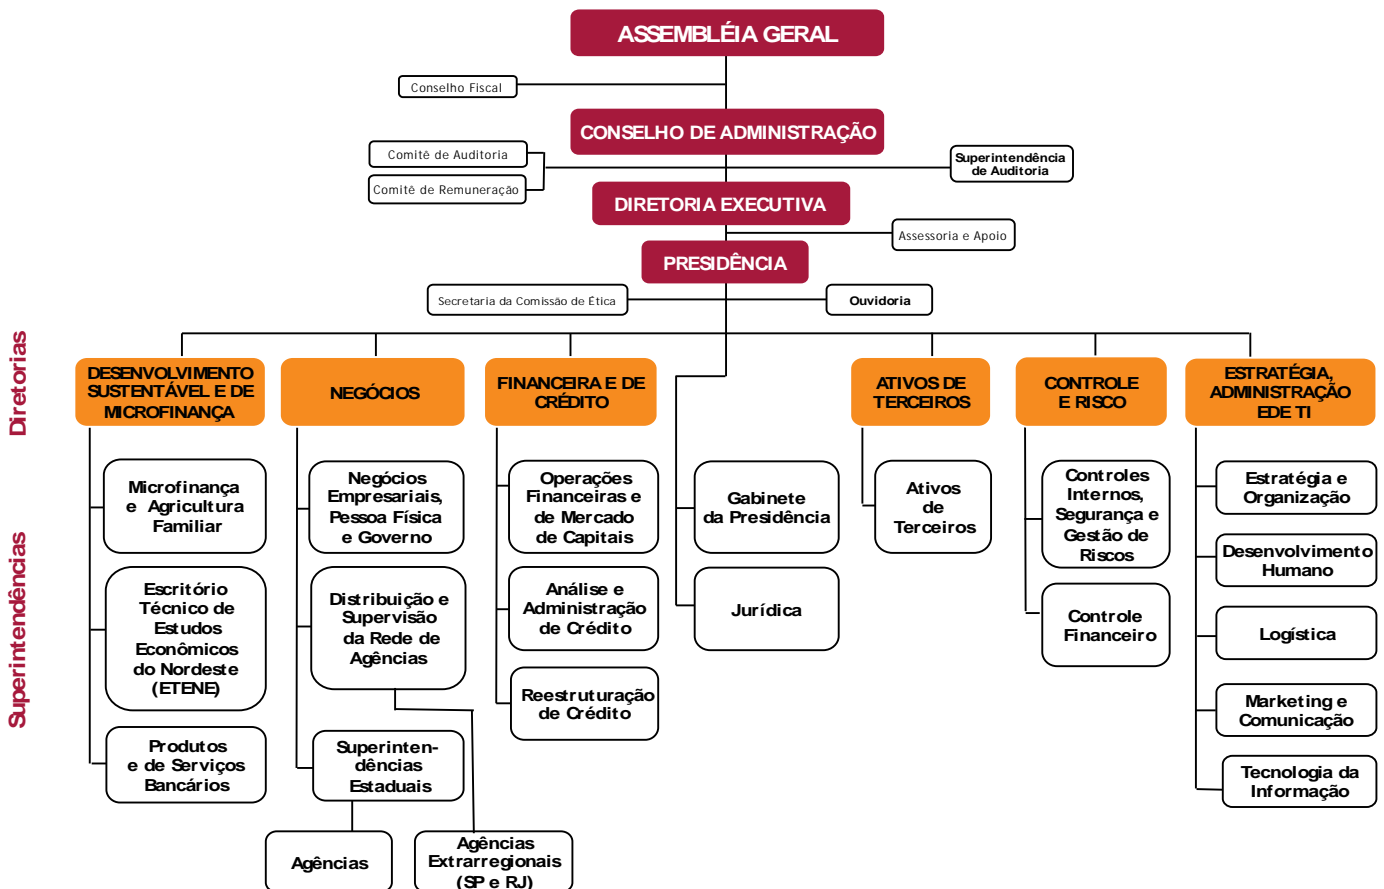 ASSEMBLÉIA GERAL
Conselho Fiscal
CONSELHO DE ADMINISTRAÇÃO
Comitê de Auditoria
Comitê de Remuneração
Superintendência
de Auditoria
DIRETORIA EXECUTIVA
Assessoria e Apoio
PRESIDÊNCIA
Secretaria da Comissão de Ética
Ouvidoria
Diretorias
DESENVOLVIMENTO
SUSTENTÁVEL E DE
MICROFINANÇA
NEGÓCIOS
FINANCEIRA E DE
CRÉDITO
ATIVOS DE
TERCEIROS
CONTROLE
E RISCO
ESTRATÉGIA,
ADMINISTRAÇÃO
EDE TI
Superintendências
Microfinança
e Agricultura
Familiar
Escritório
Técnico de
Estudos
Econômicos
do Nordeste
(ETENE)
Produtos
e de Serviços
Bancários
Negócios
Empresariais,
Pessoa Física
e Governo
Distribuição e
Supervisão
da Rede de
Agências
Superinten-
dências
Estaduais
Agências
Agências
Extrarregionais
(SP e RJ)
Operações
Financeiras e
de Mercado
de Capitais
Análise e
Administração
de Crédito
Reestruturação
de Crédito
Gabinete
da Presidência
Jurídica
Ativos
de
Terceiros
Controles
Internos,
Segurança e
Gestão de
Riscos
Controle
Financeiro
Estratégia e
Organização
Desenvolvimento
Humano
Logística
Marketing e
Comunicação
Tecnologia da
Informação